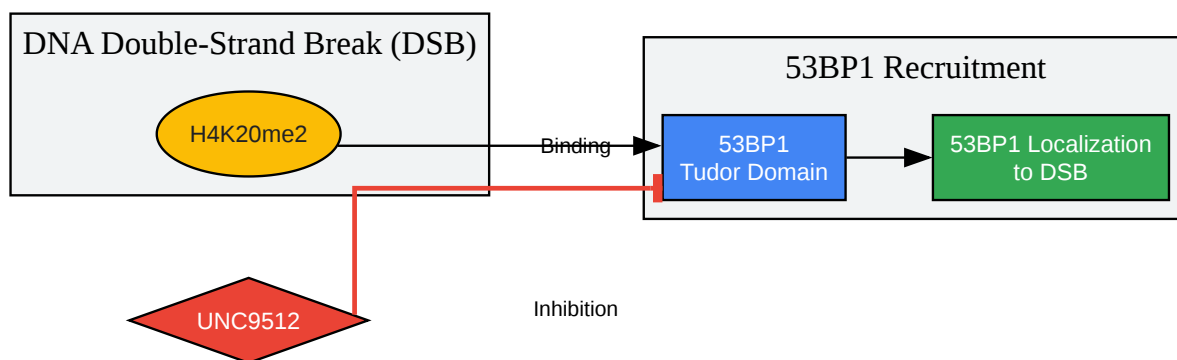 DNA Double-Strand Break (DSB)
H4K20me2
Binding
53BP1 Recruitment
53BP1
Tudor Domain
53BP1 Localization
to DSB
UNC9512
Inhibition